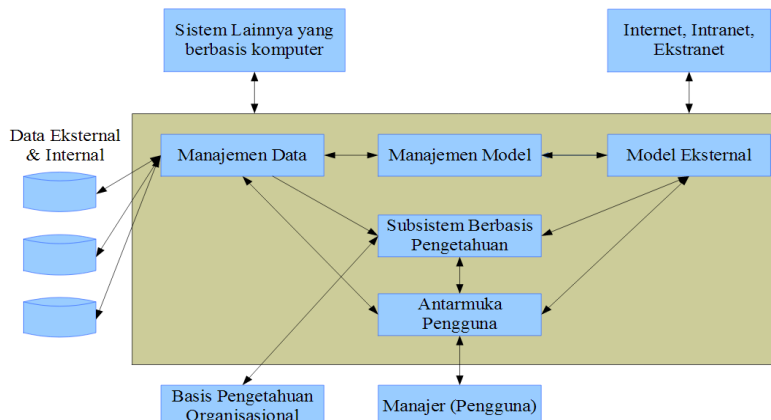 Sistem Lainnya yang
berbasis komputer
Internet, Intranet,
Ekstranet
Data Eksternal
& Internal
Manajemen Data
Manajemen Model
Model Eksternal
Subsistem Berbasis
Pengetahuan
Antarmuka
Pengguna
Basis Pengetahuan
Organisasional
Manajer (Pengguna)